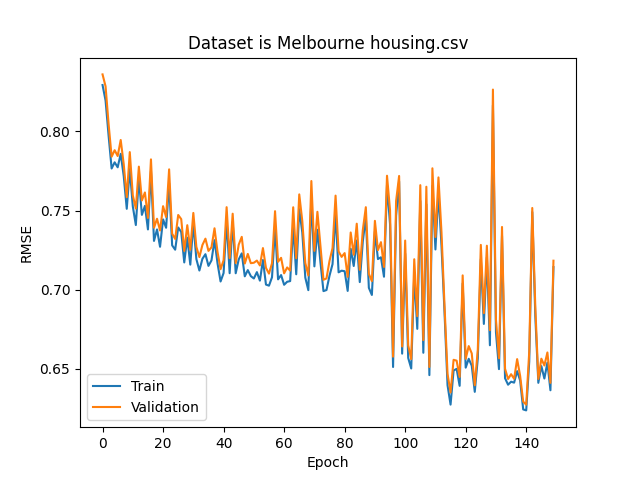 Dataset is Melbourne housing.csv
RMSE
0.80
0.75
0.70
0.65
Train
Validation
0 20 40 60 80 100 120 140
Epoch